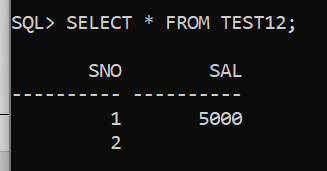 SQL> SELECT * FROM TEST12;
       SNO        SAL
---------- ----------
         1       5000
         2